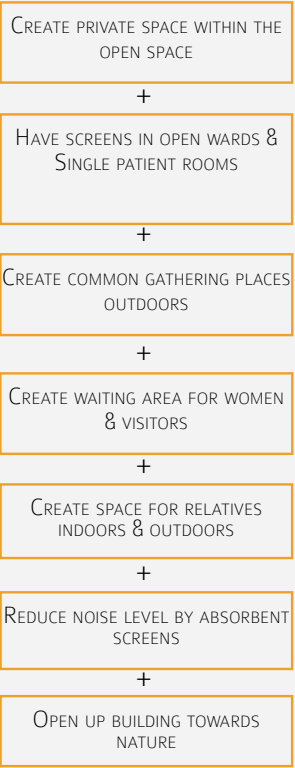 Create private space within the
open space
+
Have screens in open wards &
Single patient rooms
+
Create common gathering places
outdoors
+
Create waiting area for women
& visitors
+
Create space for relatives
indoors & outdoors
+
Reduce noise level by absorbent
screens
+
Open up building towards
nature